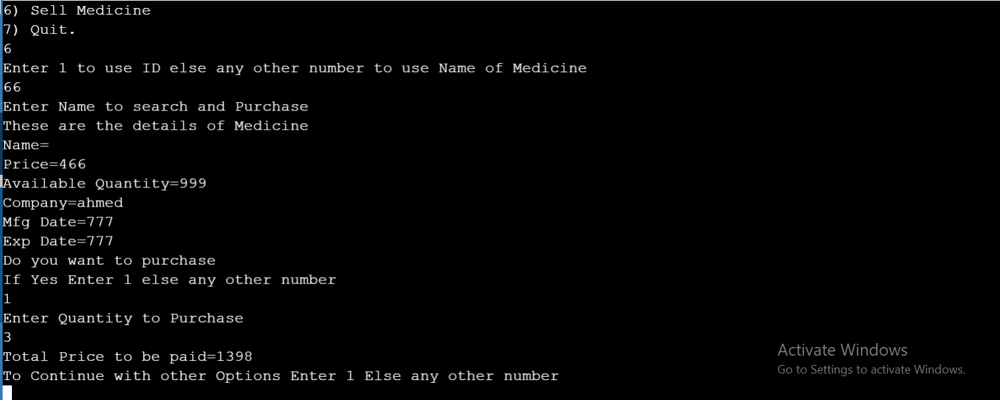 6) Sell Medicine
7) Quit.
6
Enter 1 to use ID else any other number to use Name of Medicine
66
Enter Name to search and Purchase
These are the details of Medicine
Name=
Price=466
Available Quantity=999
Company=ahmed
Mfg Date=777
Exp Date=777
Do you want to purchase
If Yes Enter 1 else any other number
1
Enter Quantity to Purchase
3
Total Price to be paid=1398
To Continue with other Options Enter 1 Else any other number
Activate Windows
Go to Settings to activate Windows.